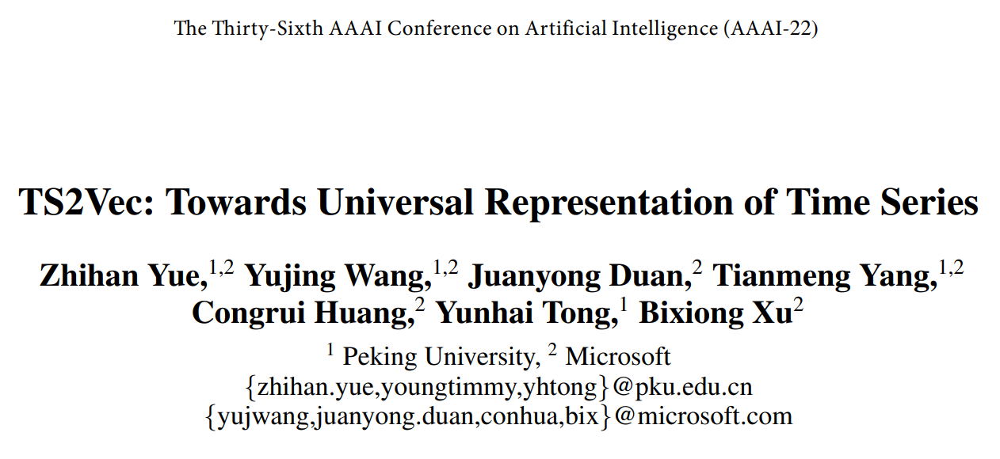 The Thirty-Sixth AAAI Conference on Artificial Intelligence (AAAI-22)
TS2Vec: Towards Universal Representation of Time Series
Zhihan Yue,1,2 Yujing Wang,1,2 Juanyong Duan,2 Tianmeng Yang,1,2
Congrui Huang,2 Yunhai Tong,1 Bixiong Xu2
1 Peking University, 2 Microsoft
{zhihan.yue,youngtimmy,yhtong}@pku.edu.cn
{yujwang,juanyong.duan,conhua,bix}@microsoft.com